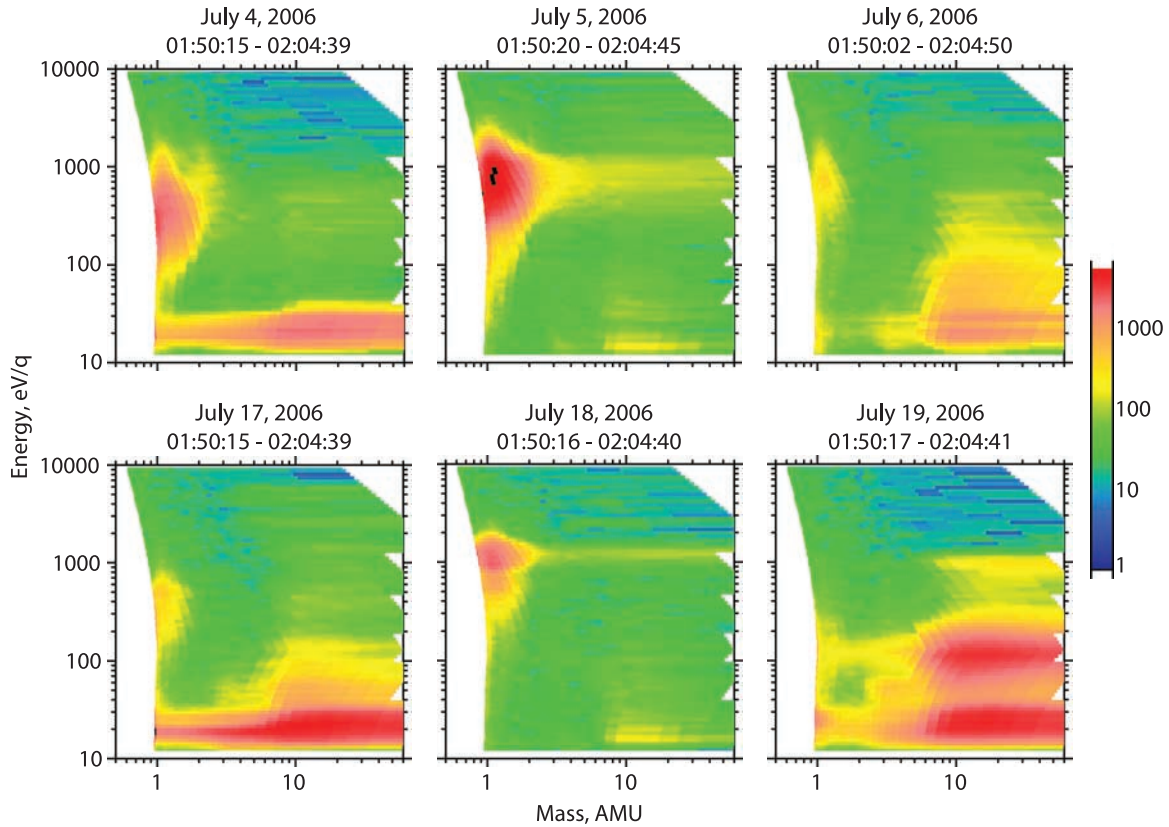 July 4, 2006
01:50:15 - 02:04:39
July 5, 2006
01:50:20 - 02:04:45
July 6, 2006
01:50:02 - 02:04:50
10000
1000
100
10
1000
100
10
1
July 17, 2006
01:50:15 - 02:04:39
July 18, 2006
01:50:16 - 02:04:40
July 19, 2006
01:50:17 - 02:04:41
Energy, eV/q
10000
1000
100
10
1
10
1
10
1
10
Mass, AMU